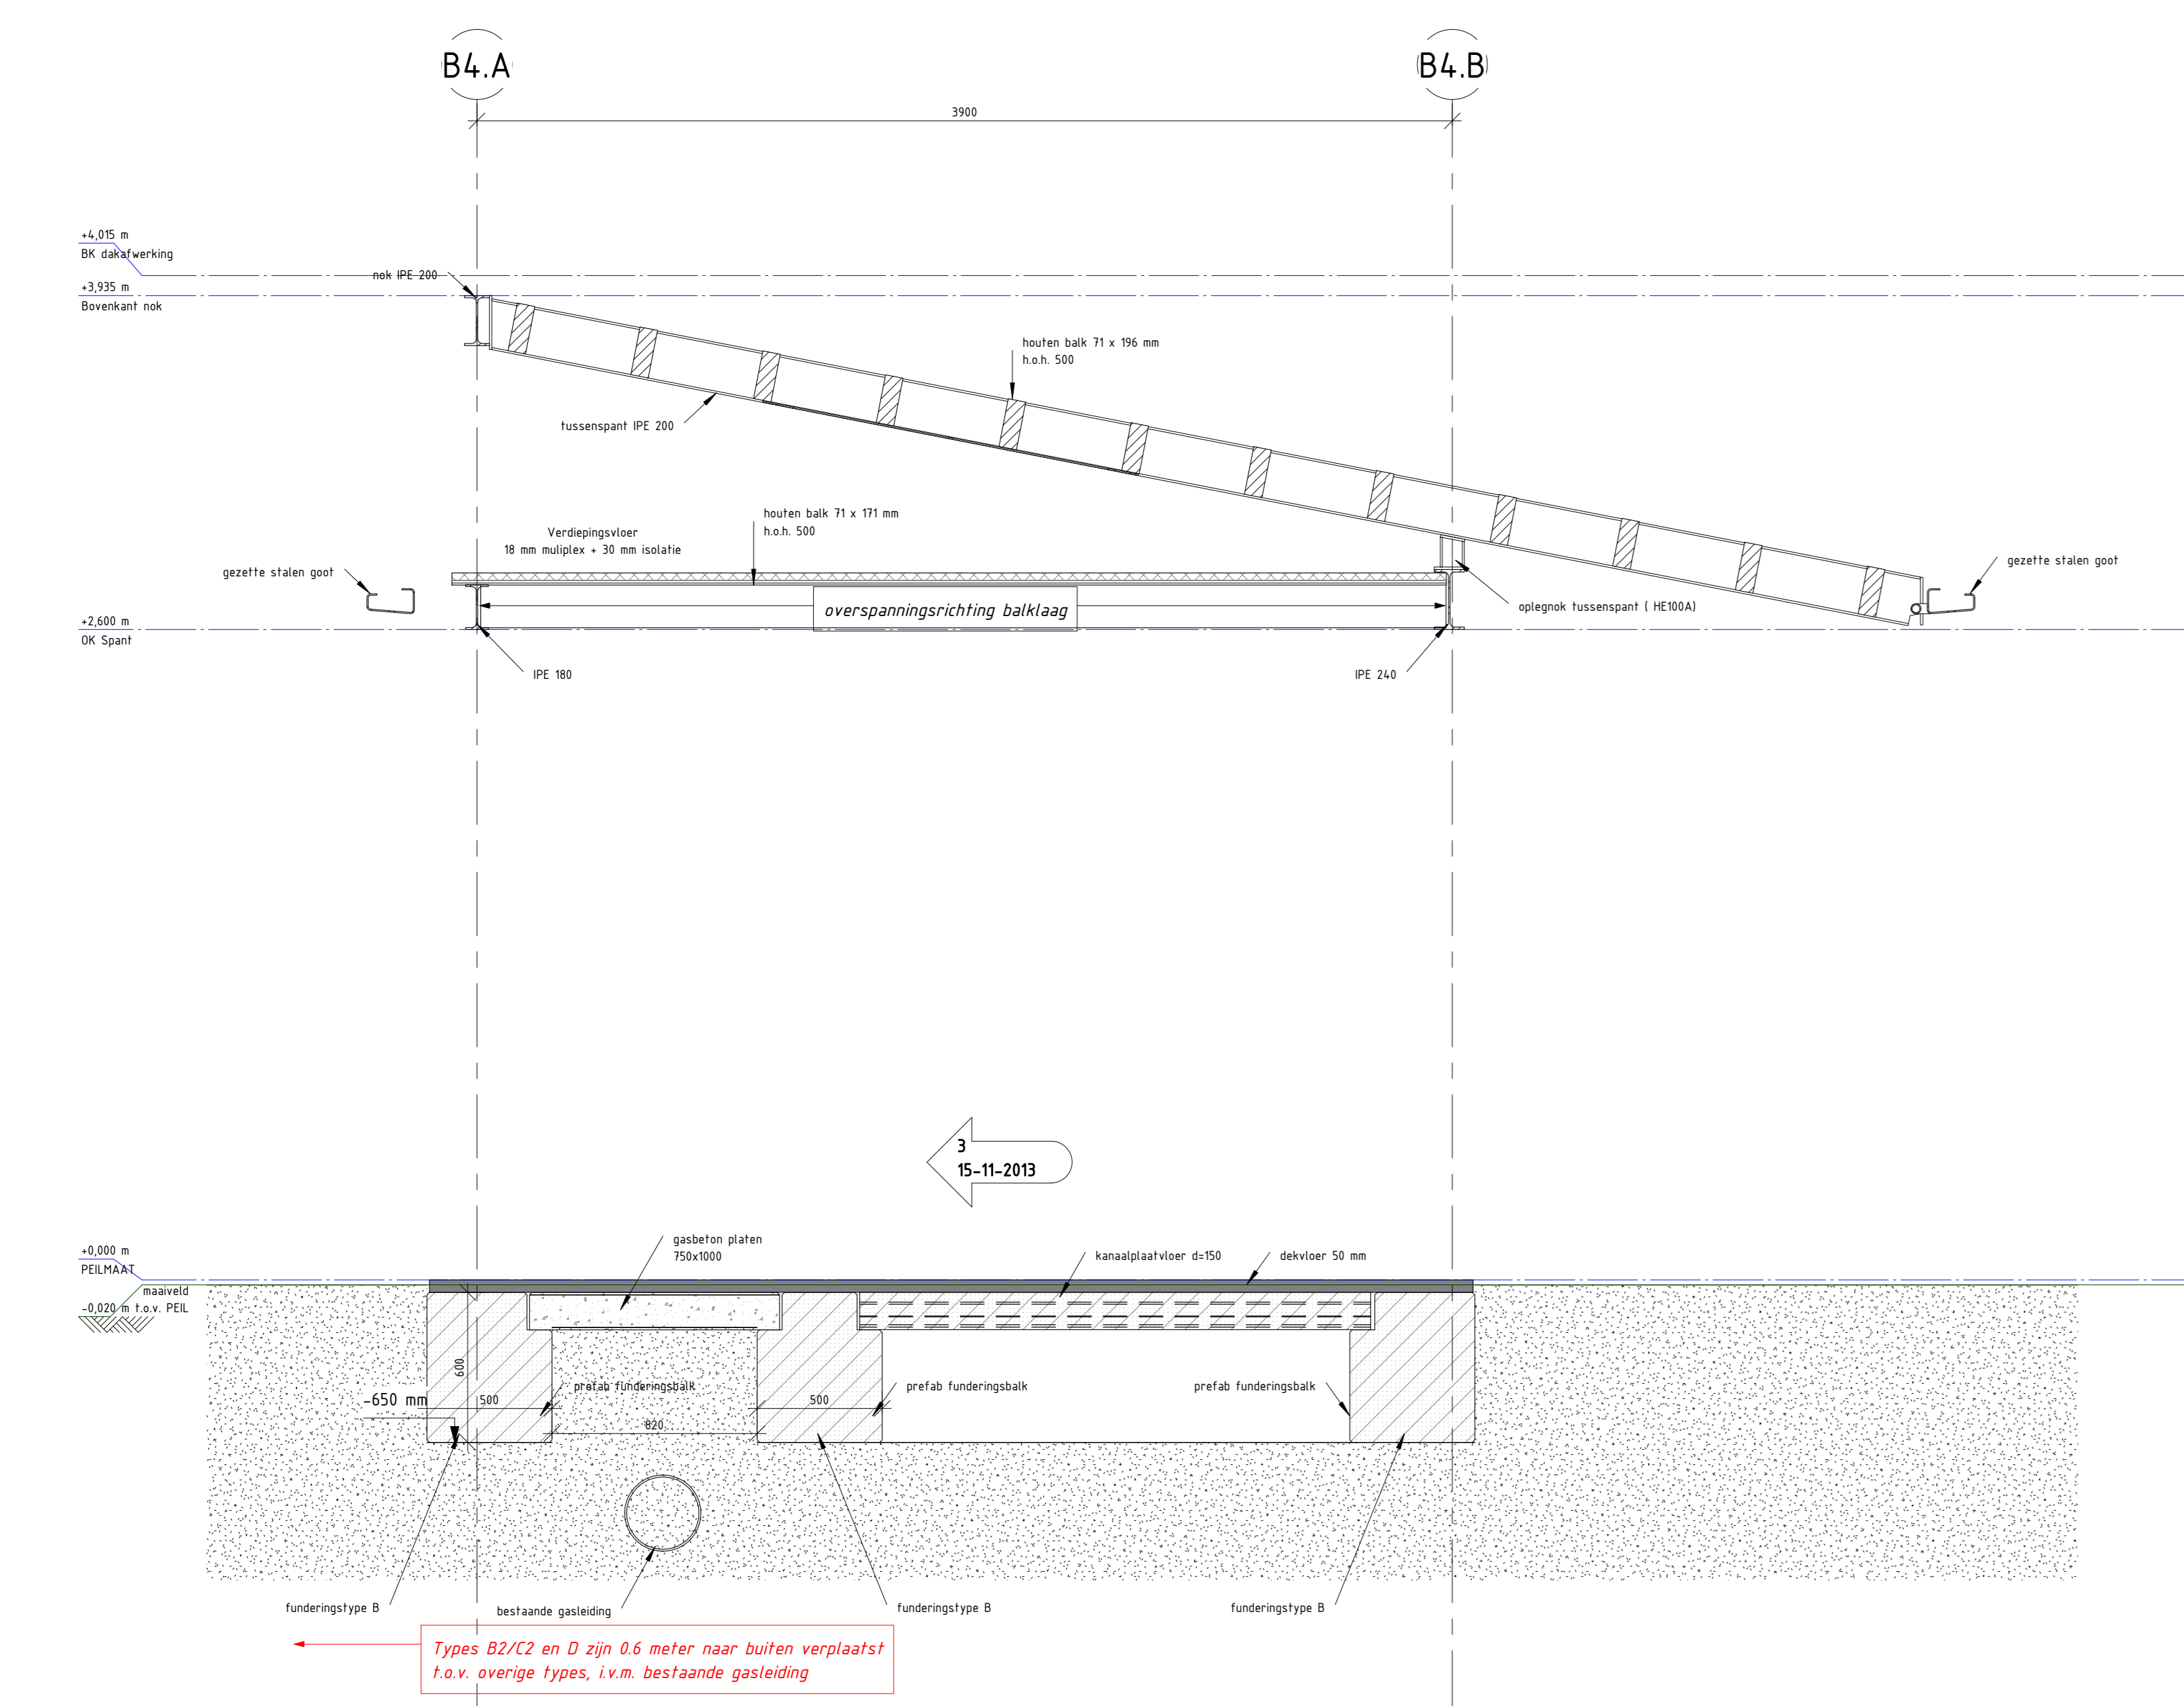 B4.A
B4.B
3900
+4,015 m
BK dakafwerking
nok IPE 200
+3,935 m
Bovenkant nok
houten balk 71 x 196 mm
h.o.h. 500
tussenspant IPE 200
houten balk 71 x 171 mm
h.o.h. 500
Verdiepingsvloer
18 mm muliplex + 30 mm isolatie
gezette stalen goot
gezette stalen goot
overspanningsrichting balklaag
oplegnok tussenspant ( HE100A)
+2,600 m
OK Spant
IPE 180
IPE 240
3
15-11-2013
gasbeton platen
750x1000
kanaalplaatvloer d=150
dekvloer 50 mm
+0,000 m
PEILMAAT
maaiveld
-0,020 m t.o.v. PEIL
600
-650 mm
500
prefab funderingsbalk
500
prefab funderingsbalk
prefab funderingsbalk
820
funderingstype B
bestaande gasleiding
funderingstype B
funderingstype B
Types B2/C2 en D zijn 0.6 meter naar buiten verplaatst
t.o.v. overige types, i.v.m. bestaande gasleiding